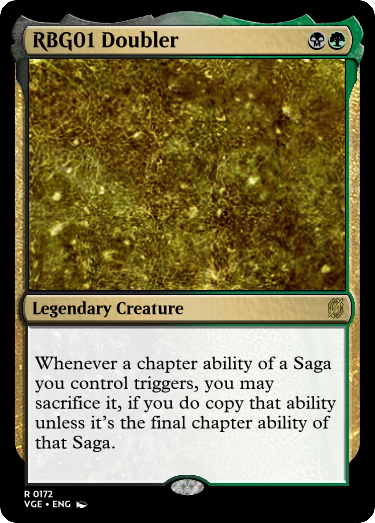 RBG01 Doubler
Legendary Creature
Whenever a chapter ability of a Saga
you control triggers, you may
sacrifice it, if you do copy that ability
unless it's the final chapter ability of
that Saga.
R 0172
VGE • ENG